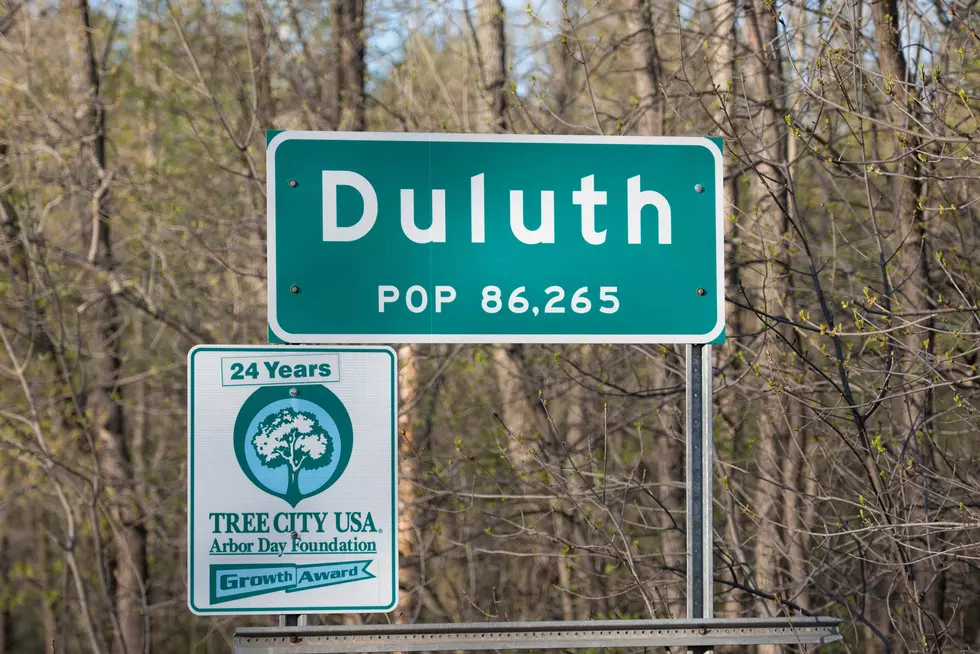 Duluth
POP 86,265
24 Years
TREE CITY USA®
Arbor Day Foundation
Growth Award